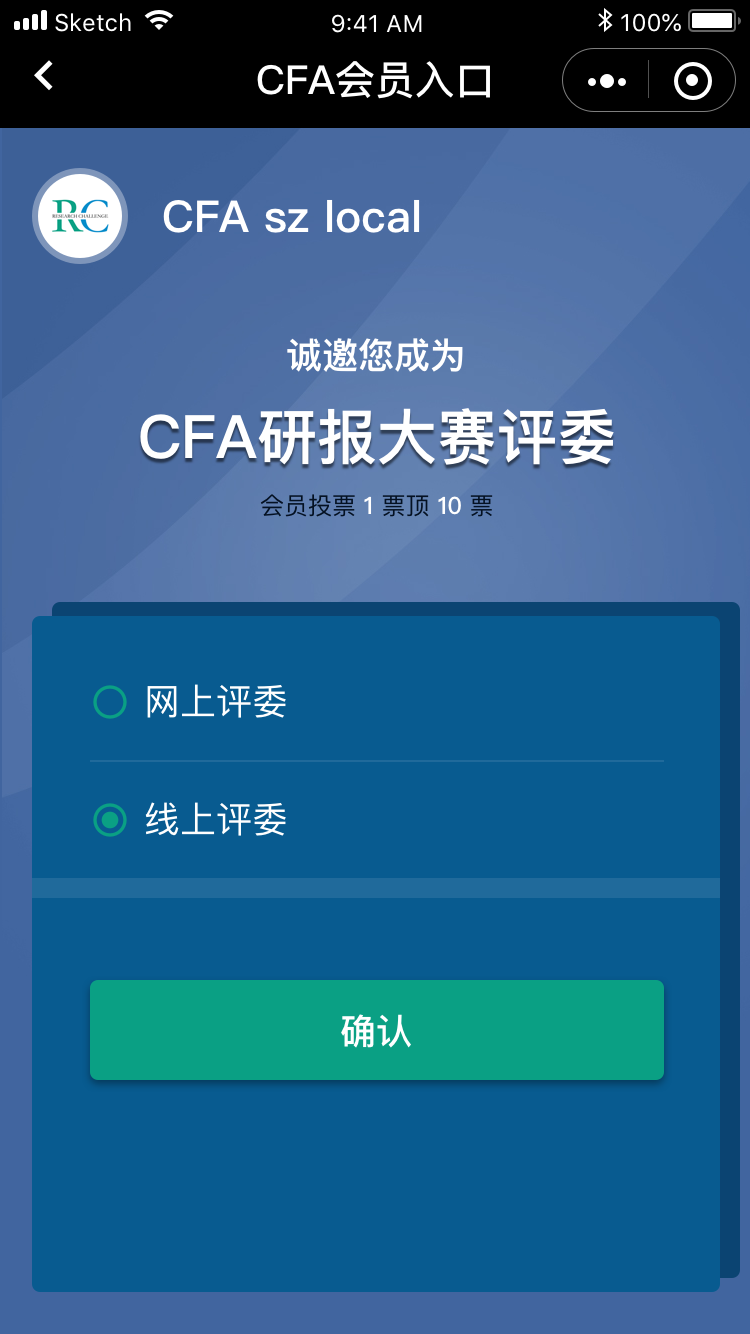 Sketch 9:41 AM 100%
CFA会员入口
RC
RESEARCH CHALLENGE
CFA sz local
诚邀您成为
CFA研报大赛评委
会员投票 1 票顶 10 票
网上评委
线上评委
确认